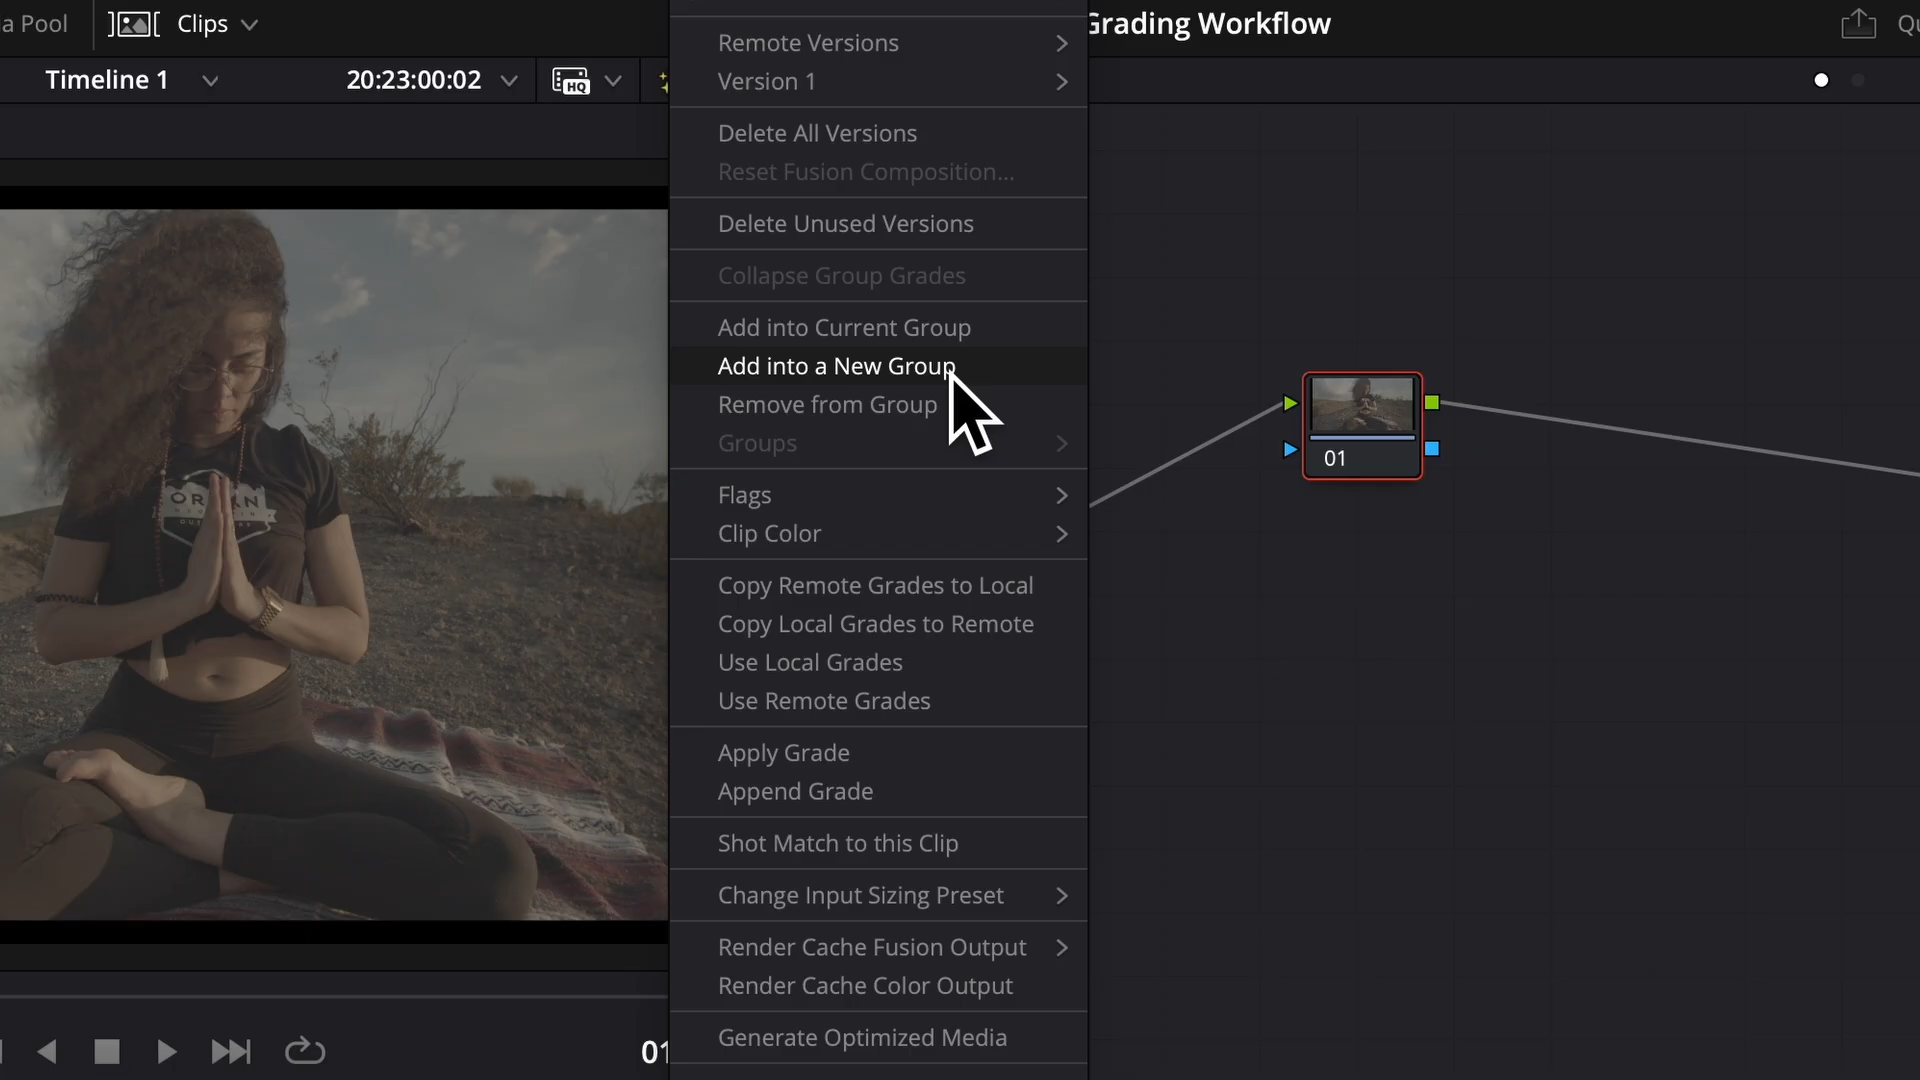 a Pool
Clips
Grading Workflow
Timeline 1
20:23:00:02
HQ
Remote Versions
Version 1
Delete All Versions
Reset Fusion Composition...
Delete Unused Versions
Collapse Group Grades
Add into Current Group
Add into a New Group
Remove from Group
Groups
Flags
Clip Color
Copy Remote Grades to Local
Copy Local Grades to Remote
Use Local Grades
Use Remote Grades
Apply Grade
Append Grade
Shot Match to this Clip
Change Input Sizing Preset
Render Cache Fusion Output
Render Cache Color Output
Generate Optimized Media
01
01